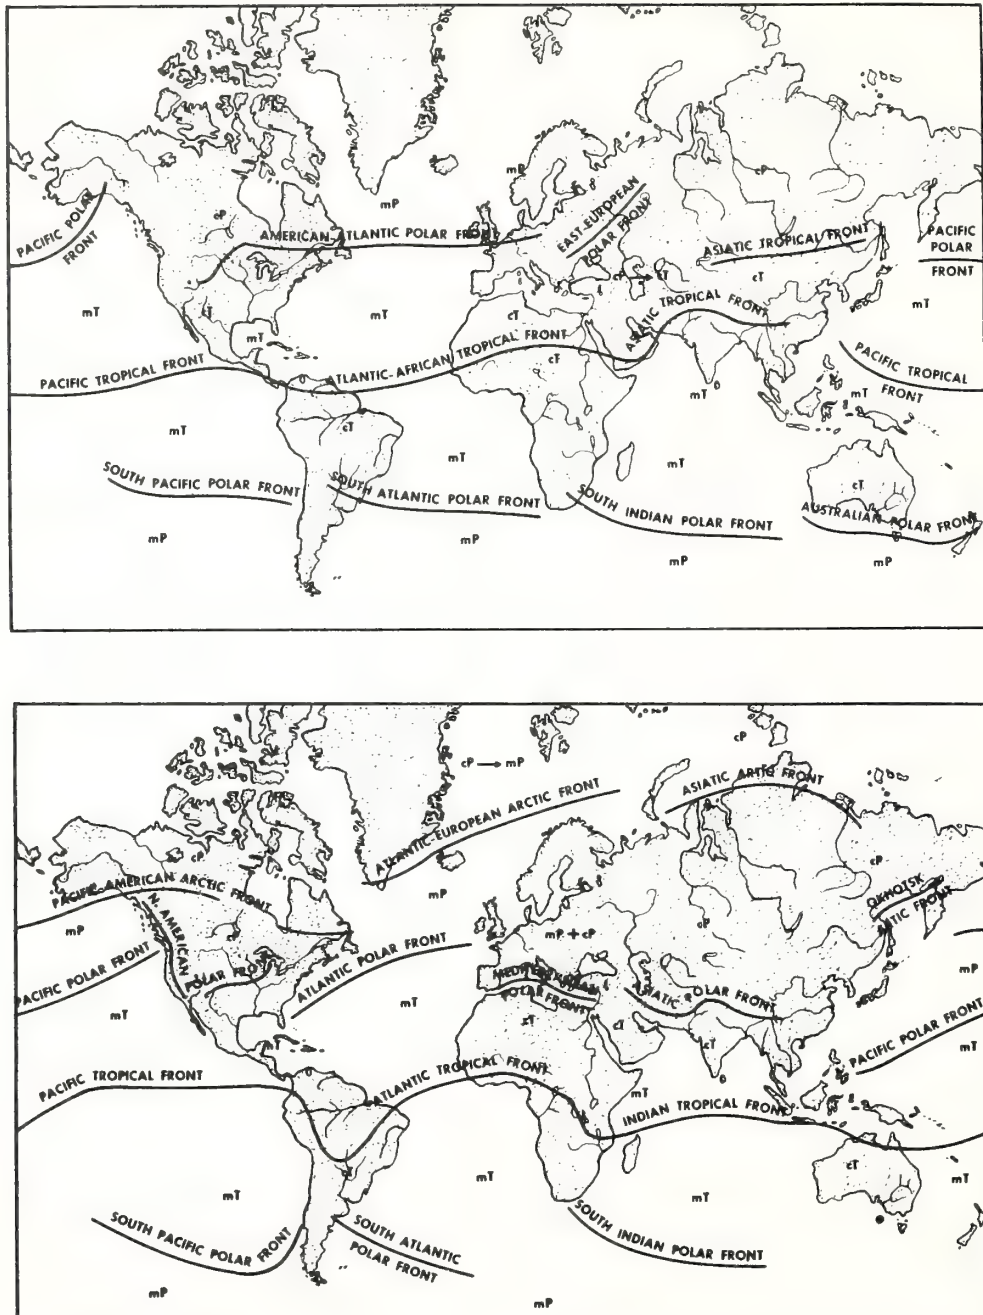 mP
mP
cP
PACIFIC POLAR
FRONT
cP
AMERICAN-ATLANTIC POLAR FRONT
EAST-EUROPEAN
POLAR FRONT
ASIATIC TROPICAL FRONT
PACIFIC
POLAR
FRONT
cP
cT
cT
mT
cT
mT
mT
cT
mT
ASIATIC TROPICAL FRONT
PACIFIC TROPICAL FRONT
ATLANTIC-AFRICAN TROPICAL FRONT
cT
PACIFIC TROPICAL
FRONT
mT
mT
mT
cT
mT
mT
SOUTH PACIFIC POLAR FRONT
SOUTH ATLANTIC POLAR FRONT
SOUTH INDIAN POLAR FRONT
cT
AUSTRALIAN POLAR FRONT
mP
mP
mP
mP
cP
mP
cP
ATLANTIC-EUROPEAN ARCTIC FRONT
ASIATIC ARTIC FRONT
cP
PACIFIC-AMERICAN ARCTIC FRONT
mP
cP
OKHOTSK
mP
N. AMERICAN
POLAR FRONT
cP
mP + cP
cP
PACIFIC POLAR FRONT
ATLANTIC POLAR FRONT
MEDITERRANEAN
POLAR FRONT
ASIATIC POLAR FRONT
mP
mT
mT
cT
cT
cT
mT
PACIFIC POLAR FRONT
mT
PACIFIC TROPICAL FRONT
ATLANTIC TROPICAL FRONT
mT
INDIAN TROPICAL FRONT
cT
mT
mT
mT
mT
SOUTH PACIFIC POLAR FRONT
SOUTH ATLANTIC
POLAR FRONT
SOUTH INDIAN POLAR FRONT
mP
mP